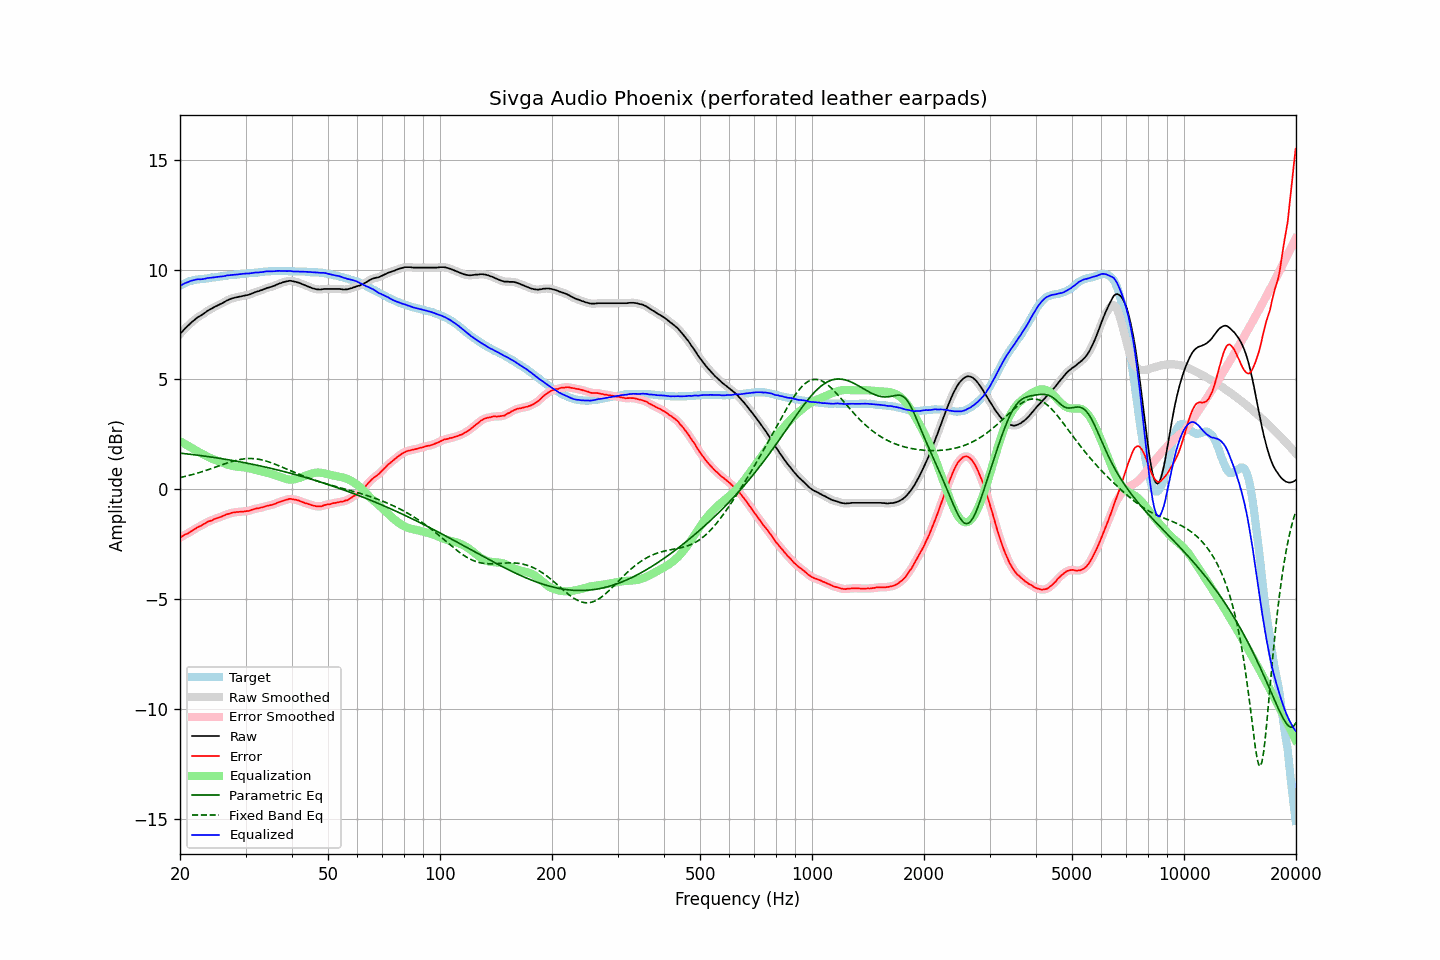 Sivga Audio Phoenix (perforated leather earpads)
Amplitude (dBr)
15
10
5
0
−5
−10
−15
Target
Raw Smoothed
Error Smoothed
Raw
Error
Equalization
Parametric Eq
Fixed Band Eq
Equalized
20 50 100 200 500 1000 2000 5000 10000 20000
Frequency (Hz)